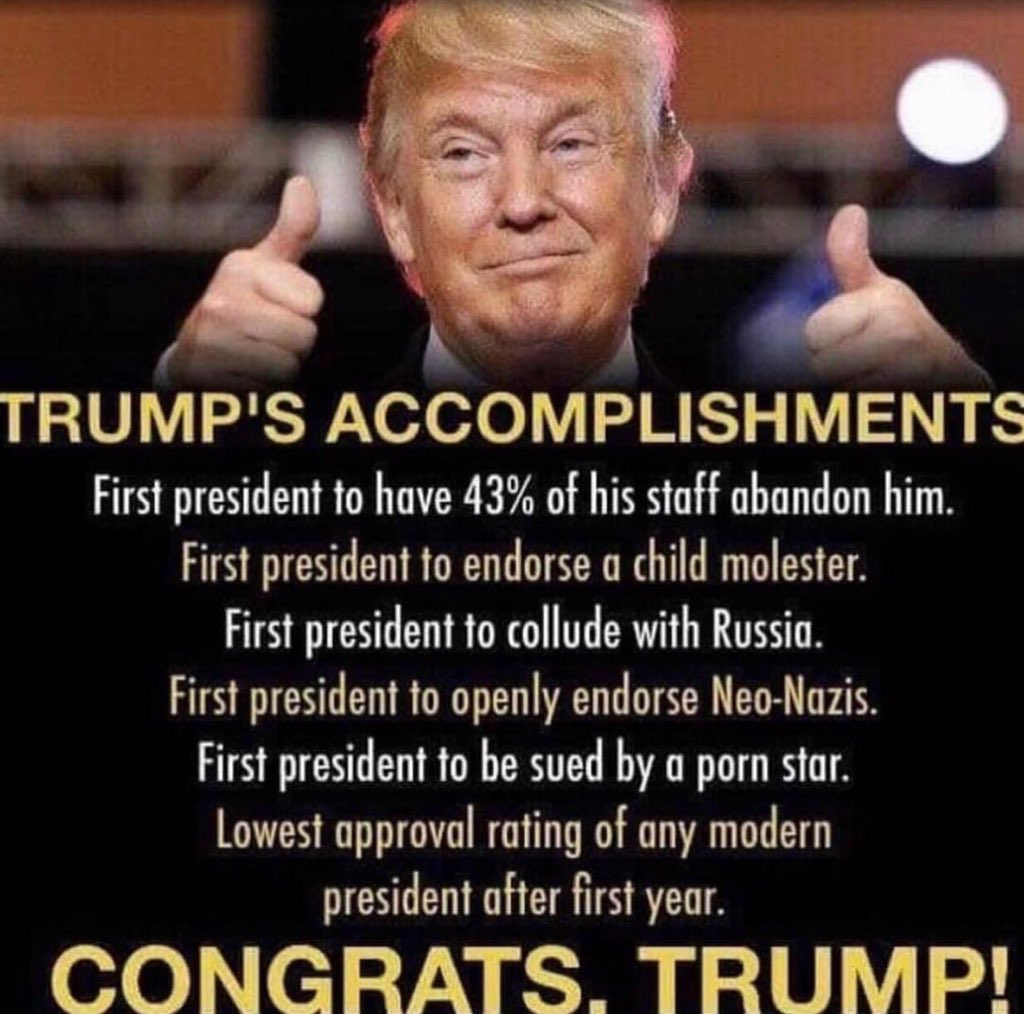 TRUMP'S ACCOMPLISHMENTS
First president to have 43% of his staff abandon him.
First president to endorse a child molester.
First president to collude with Russia.
First president to openly endorse Neo-Nazis.
First president to be sued by a porn star.
Lowest approval rating of any modern
president after first year.
CONGRATS, TRUMP!